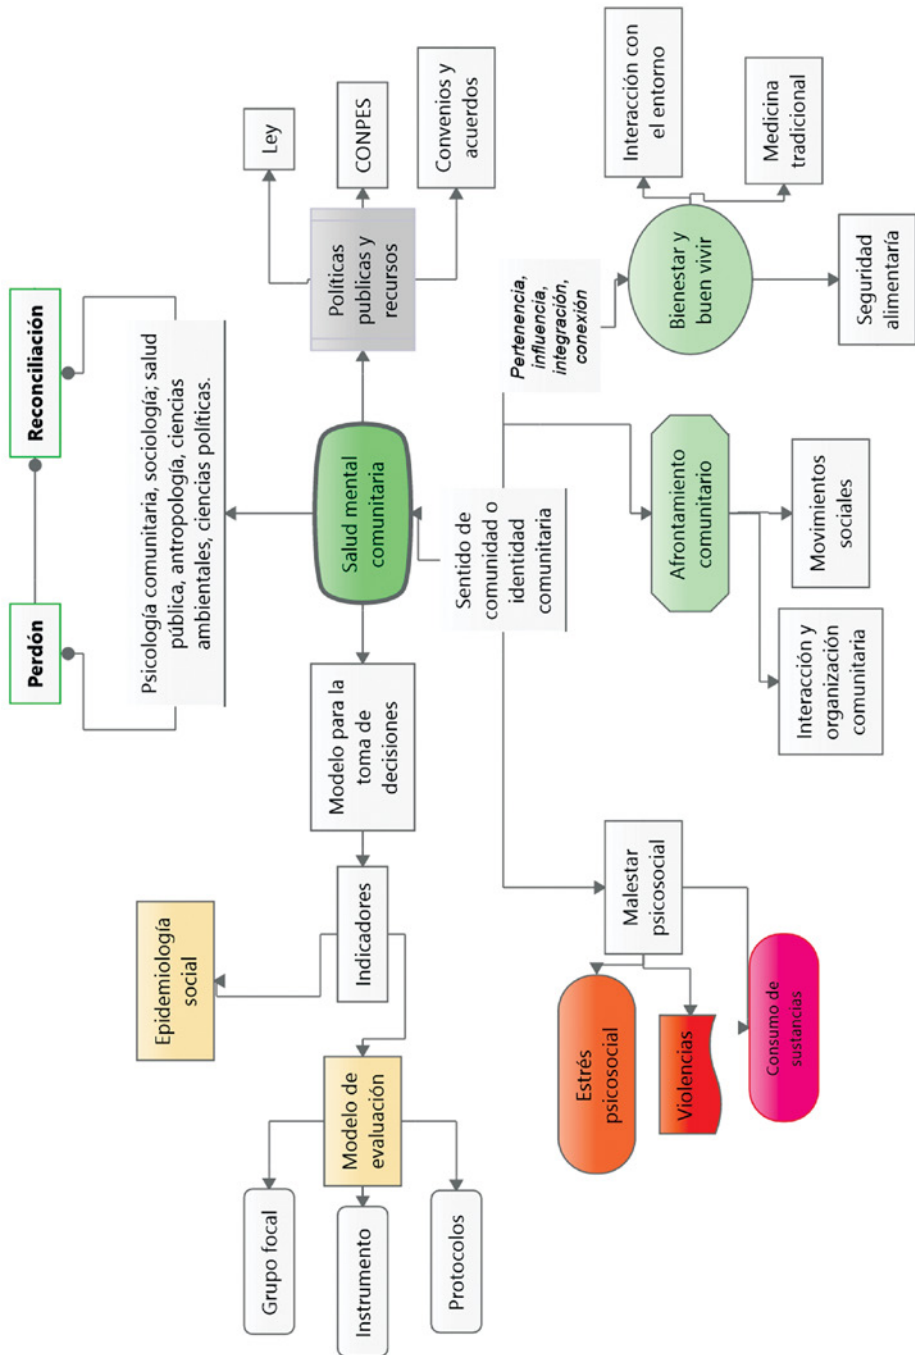 Perdón
Reconciliación
Psicología comunitaria, sociología; salud
pública, antropología, ciencias
ambientales, ciencias políticas.
Epidemiología
social
Ley
Grupo focal
Modelo de
evaluación
Indicadores
Modelo para la
toma de
decisiones
Salud mental
comunitaria
Políticas
publicas y
recursos
CONPES
Instrumento
Protocolos
Convenios y
acuerdos
Sentido de
comunidad o
identidad
comunitaria
Pertenencia,
influencia,
integración,
conexión
Estrés
psicosocial
Malestar
psicosocial
Interacción con
el entorno
Violencias
Afrontamiento
comunitario
Bienestar y
buen vivir
Consumo de
sustancias
Medicina
tradicional
Interacción y
organización
comunitaria
Movimientos
sociales
Seguridad
alimentaría